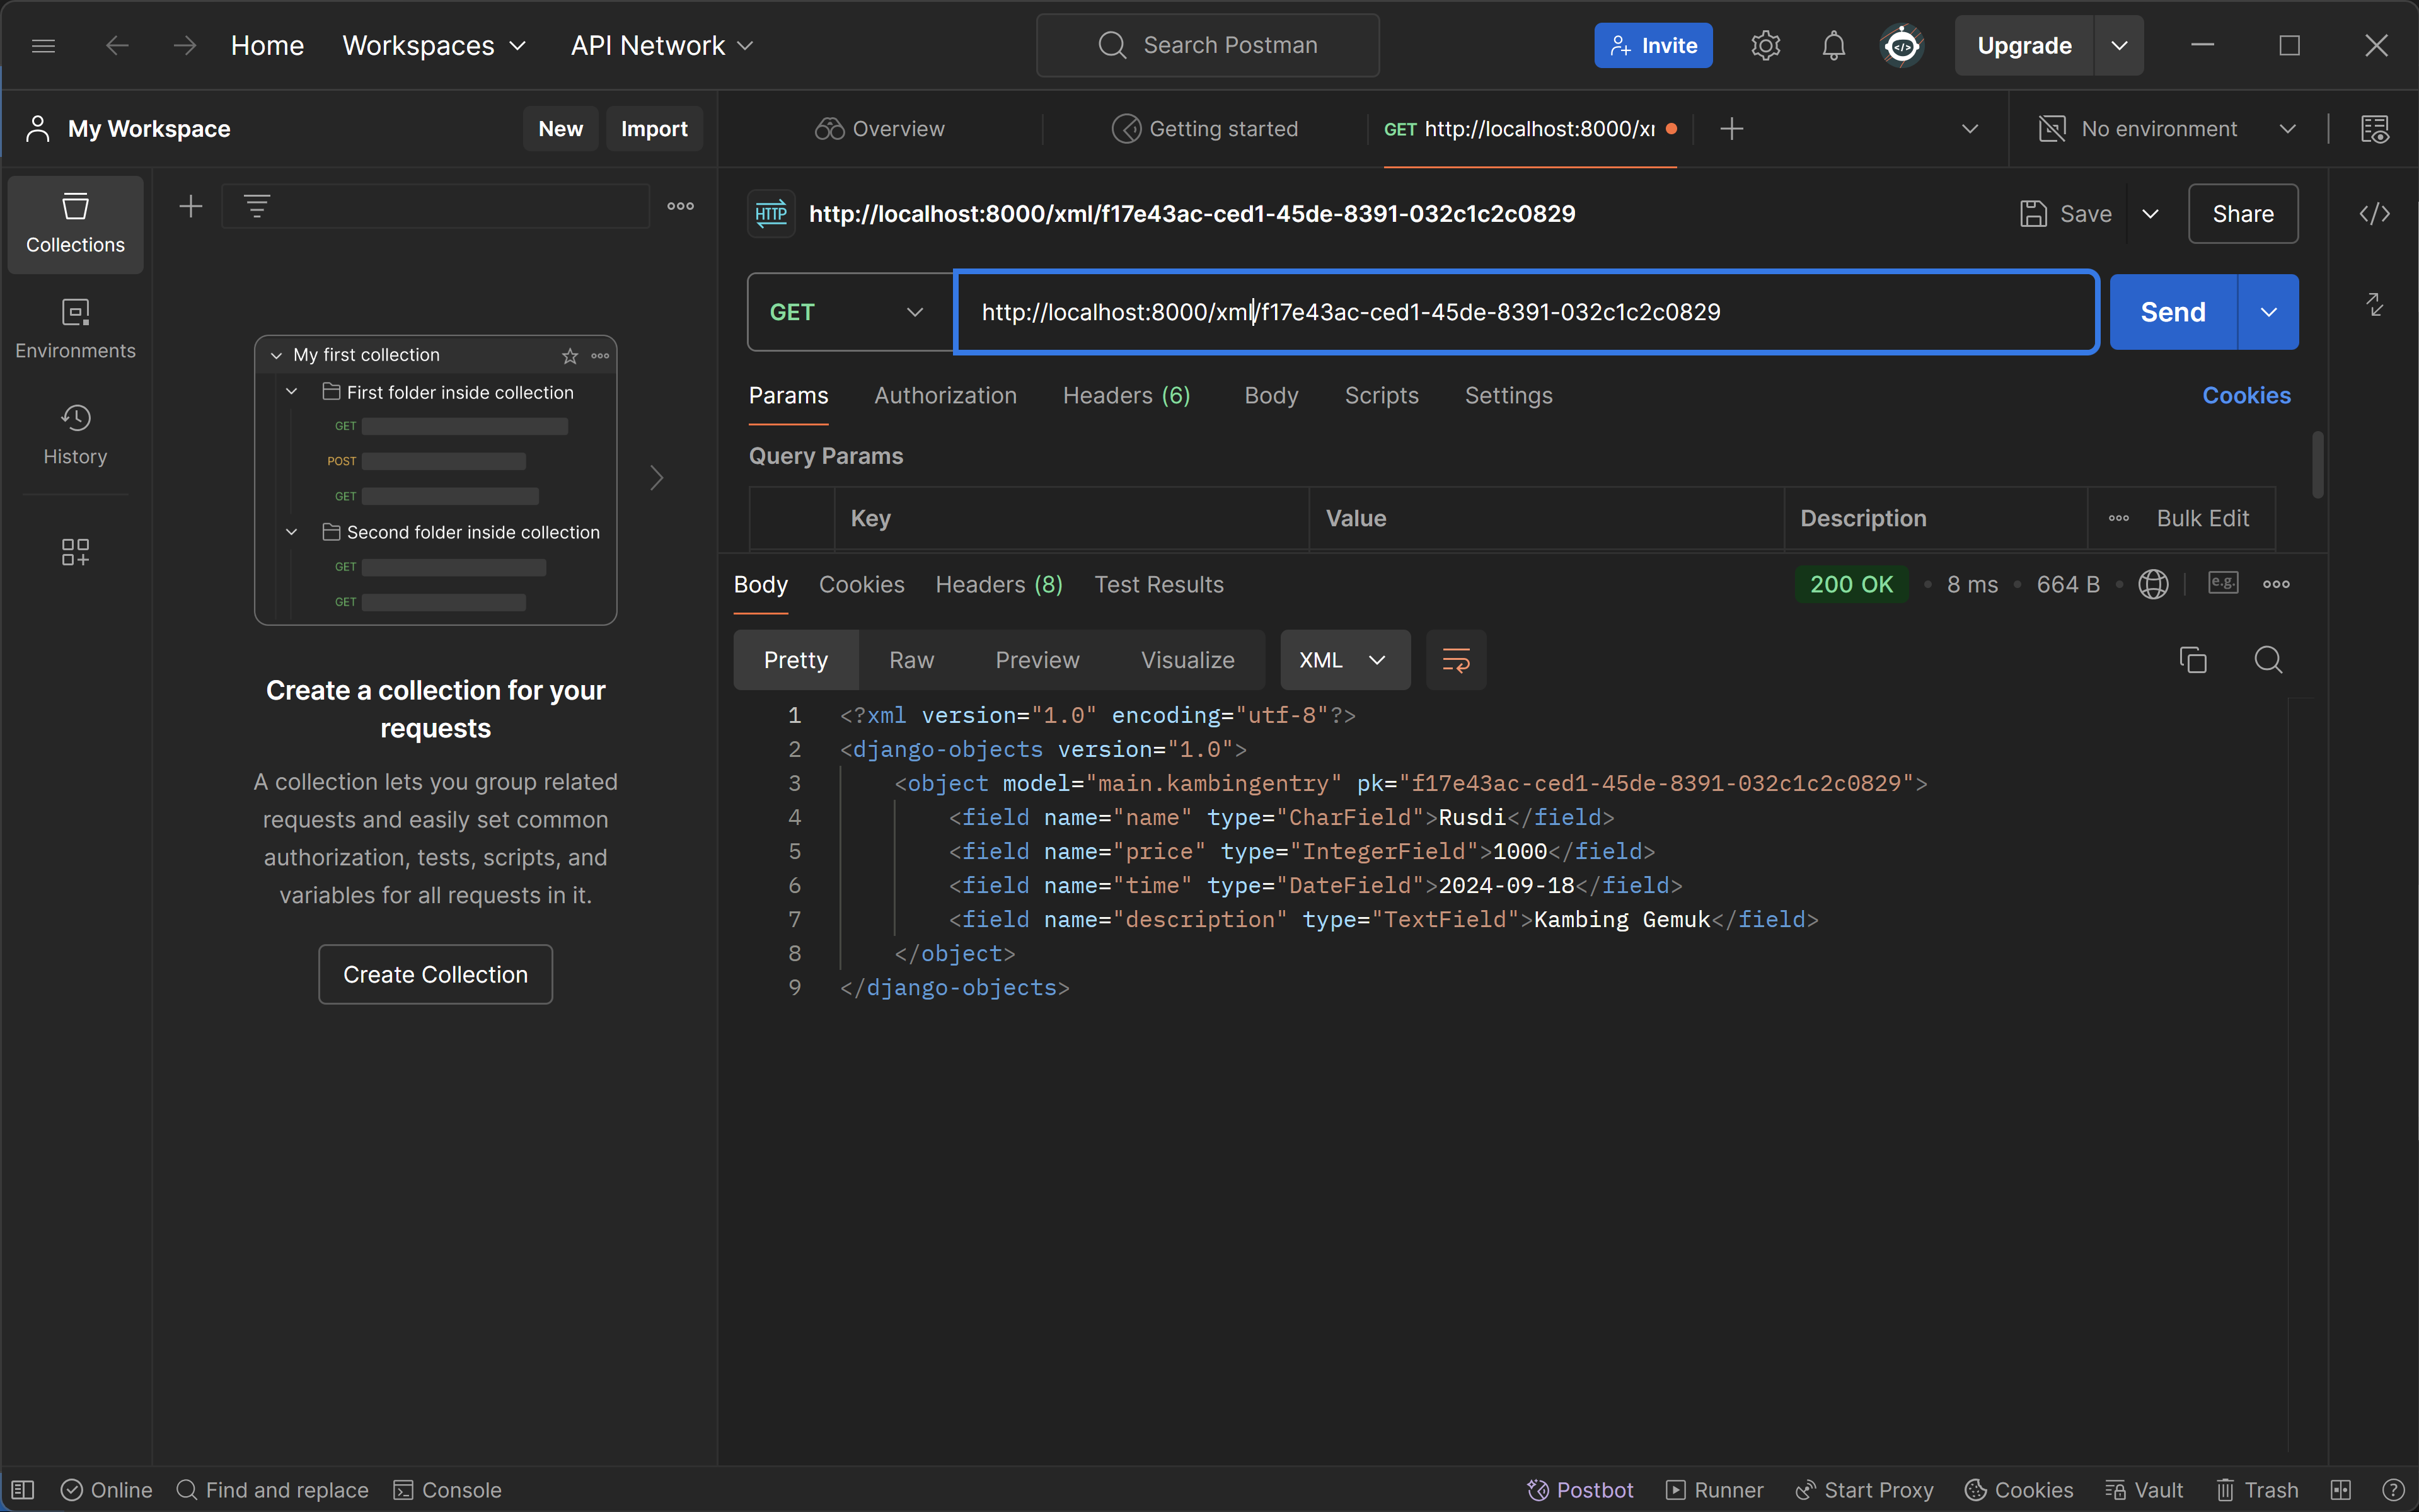 Home Workspaces API Network Search Postman Invite Upgrade
My Workspace New Import Overview Getting started GET http://localhost:8000/x No environment
Collections
Environments
History
My first collection
First folder inside collection
GET
POST
GET
Second folder inside collection
GET
GET
Create a collection for your
requests
A collection lets you group related
requests and easily set common
authorization, tests, scripts, and
variables for all requests in it.
Create Collection
HTTP http://localhost:8000/xml/f17e43ac-ced1-45de-8391-032c1c2c0829 Save Share
GET http://localhost:8000/xml/f17e43ac-ced1-45de-8391-032c1c2c0829 Send
Params Authorization Headers (6) Body Scripts Settings Cookies
Query Params
Key Value Description Bulk Edit
Body Cookies Headers (8) Test Results 200 OK 8 ms 664 B e.g.
Pretty Raw Preview Visualize XML
1 <?xml version="1.0" encoding="utf-8"?>
2 <django-objects version="1.0">
3 <object model="main.kambingentry" pk="f17e43ac-ced1-45de-8391-032c1c2c0829">
4 <field name="name" type="CharField">Rusdi</field>
5 <field name="price" type="IntegerField">1000</field>
6 <field name="time" type="DateField">2024-09-18</field>
7 <field name="description" type="TextField">Kambing Gemuk</field>
8 </object>
9 </django-objects>
Online Find and replace Console Postbot Runner Start Proxy Cookies Vault Trash